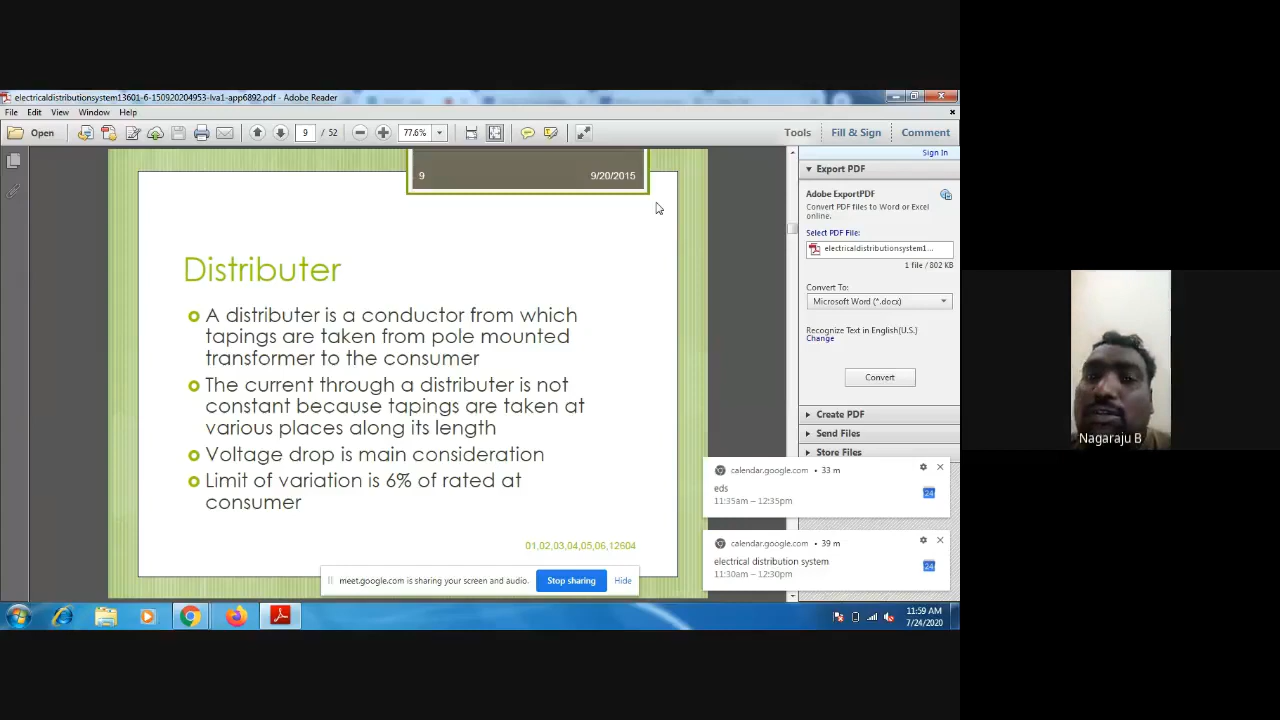 electricaldistributionsystem13601-6-150920204953-lva1-app6892.pdf - Adobe Reader
File Edit View Window Help
Open 9 / 52 77.6% Tools Fill & Sign Comment
Sign In
9 9/20/2015
Distributer
A distributer is a conductor from which
tapings are taken from pole mounted
transformer to the consumer
The current through a distributer is not
constant because tapings are taken at
various places along its length
Voltage drop is main consideration
Limit of variation is 6% of rated at
consumer
01,02,03,04,05,06,12604
Export PDF
Adobe ExportPDF
Convert PDF files to Word or Excel
online.
Select PDF File:
electricaldistributionsystem1...
1 file / 802 KB
Convert To:
Microsoft Word (*.docx)
Recognize Text in English(U.S.)
Change
Convert
Create PDF
Send Files
Store Files
calendar.google.com • 33 m
eds
11:35am – 12:35pm
24
calendar.google.com • 39 m
electrical distribution system
11:30am – 12:30pm
24
meet.google.com is sharing your screen and audio.
Stop sharing
Hide
11:59 AM
7/24/2020
Nagaraju B